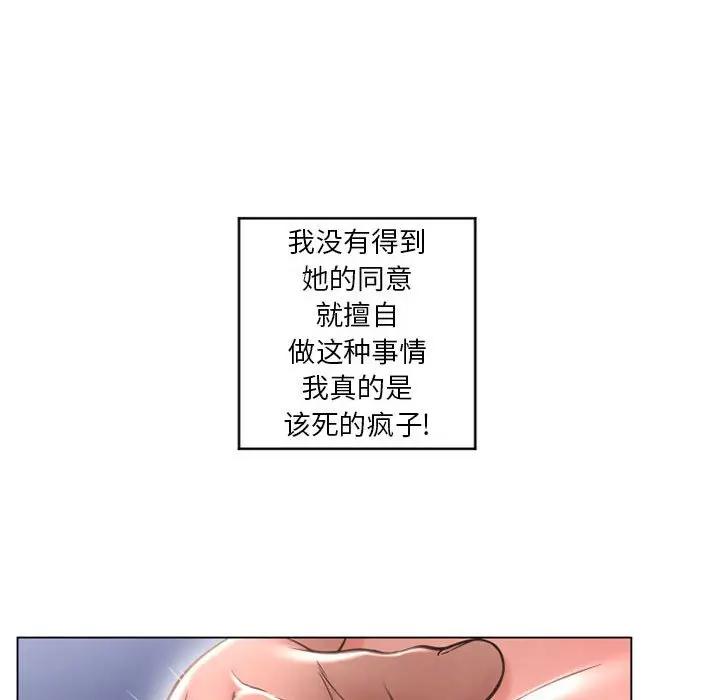 我没有得到
她的同意
就擅自
做这种事情
我真的是
该死的疯子!